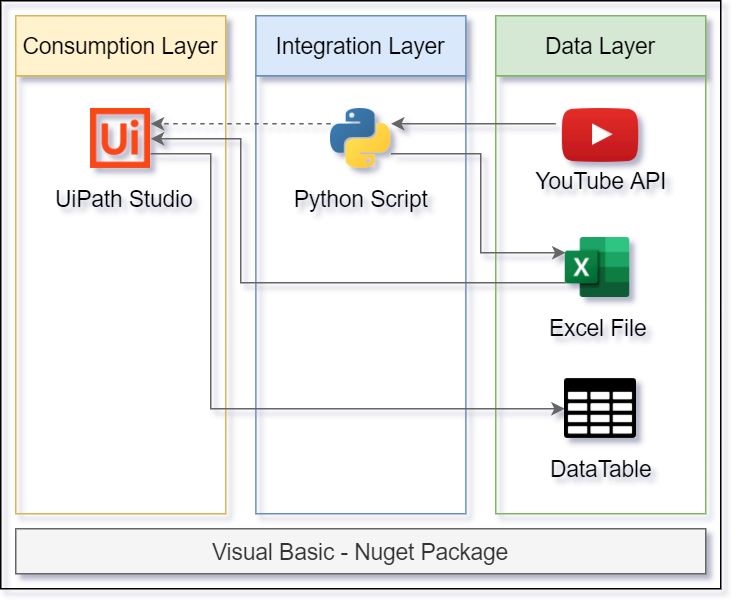 Consumption Layer
Integration Layer
Data Layer
Ui
UiPath Studio
Python Script
YouTube API
X
Excel File
DataTable
Visual Basic - Nuget Package